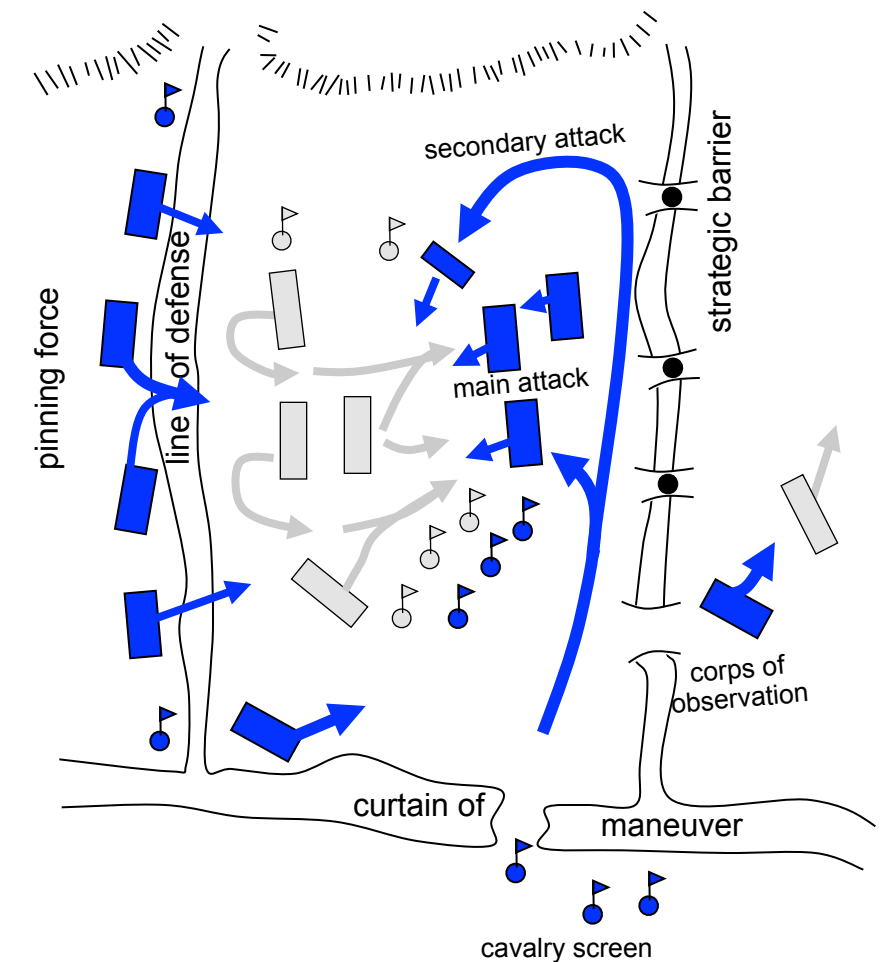 secondary attack
strategic barrier
pinning force
line of defense
main attack
corps of
observation
curtain of
maneuver
cavalry screen